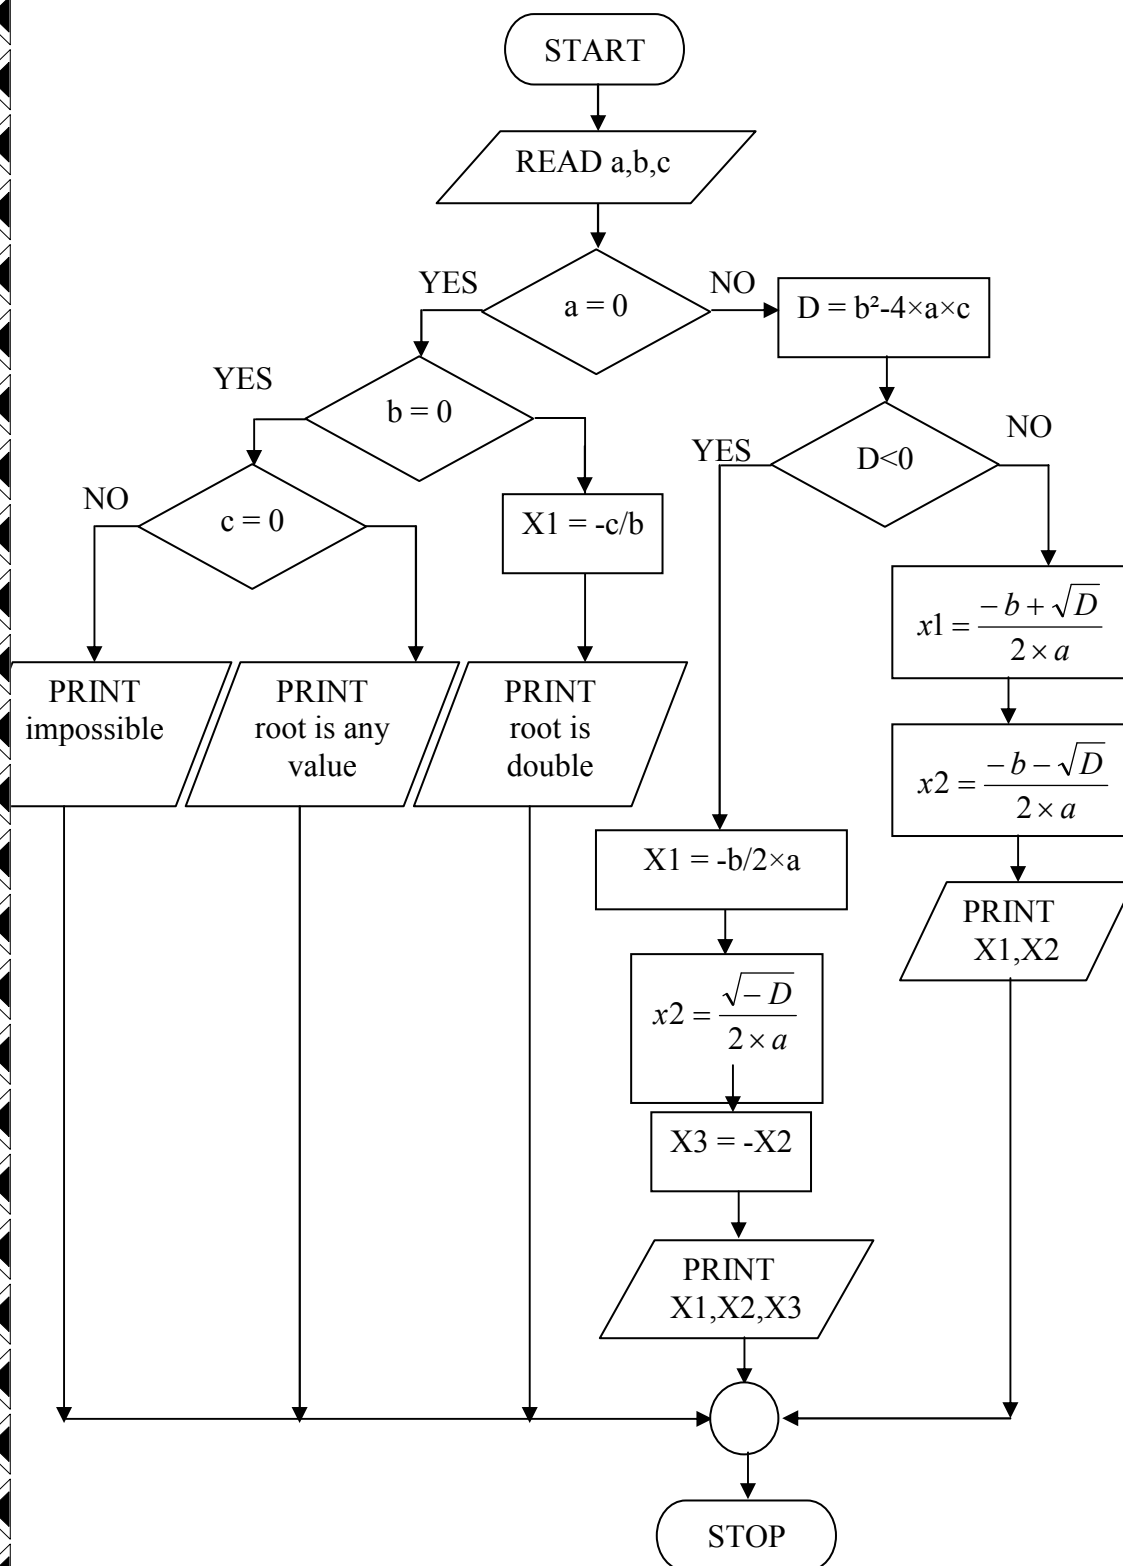 START
READ a,b,c
YES
a = 0
NO
D = b²-4×a×c
YES
b = 0
YES
D<0
NO
NO
c = 0
X1 = -c/b
x1 = (-b + √D) / (2 × a)
PRINT
impossible
PRINT
root is any
value
PRINT
root is
double
x2 = (-b - √D) / (2 × a)
X1 = -b/2×a
PRINT
X1,X2
x2 = √(-D) / (2 × a)
X3 = -X2
PRINT
X1,X2,X3
STOP